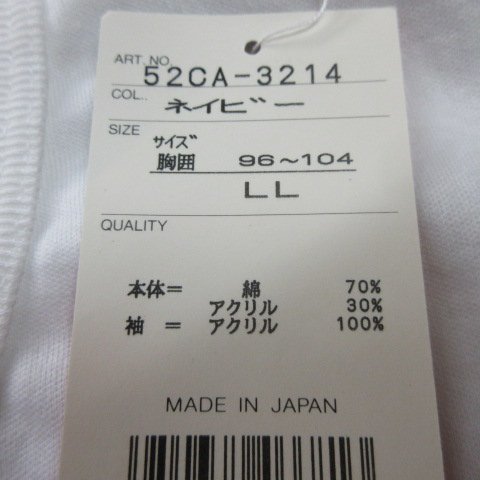 ART. NO. 52CA-3214
COL.. ネイビー
SIZE サイズ
胸囲 96~104
LL
QUALITY
本体= 綿 70%
アクリル 30%
袖 = アクリル 100%
MADE IN JAPAN